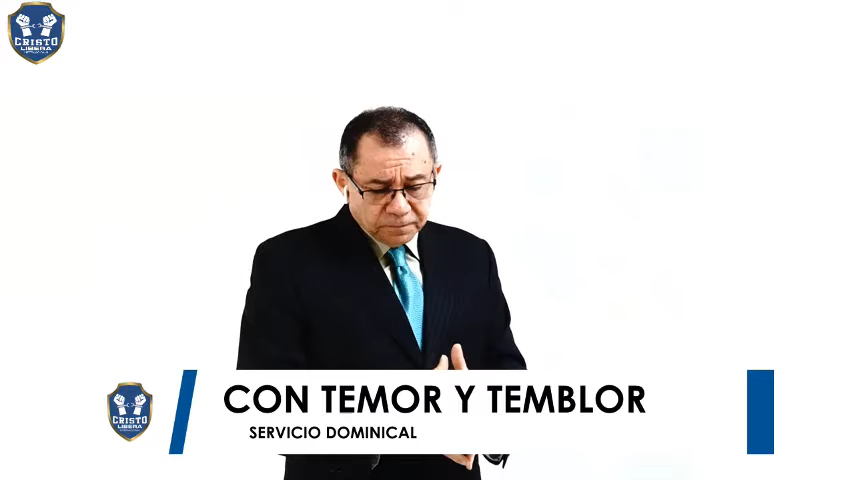 CRISTO
LIBERA
CON TEMOR Y TEMBLOR
SERVICIO DOMINICAL
CRISTO
LIBERA